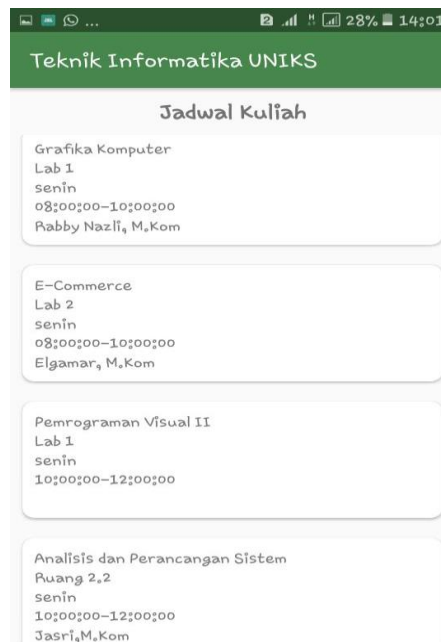 ... 2 28% 14:01
Teknik Informatika UNIKS
Jadwal Kuliah
Grafika Komputer
Lab 1
senin
08:00:00-10:00:00
Rabby Nazli, M.Kom
E-Commerce
Lab 2
senin
08:00:00-10:00:00
Elgamar, M.Kom
Pemrograman Visual II
Lab 1
senin
10:00:00-12:00:00
Analisis dan Perancangan Sistem
Ruang 2.2
senin
10:00:00-12:00:00
Jasri,M.Kom